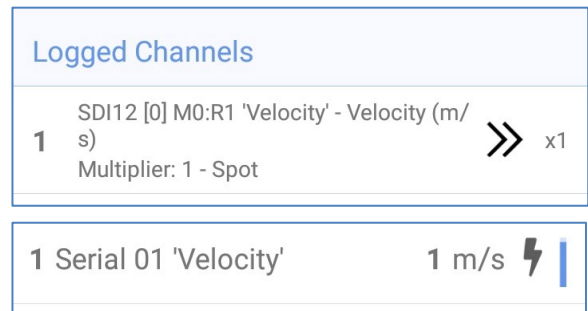 Logged Channels
SDI12 [0] M0:R1 'Velocity' - Velocity (m/
1 s) x1
Multiplier: 1 - Spot
1 Serial 01 'Velocity' 1 m/s